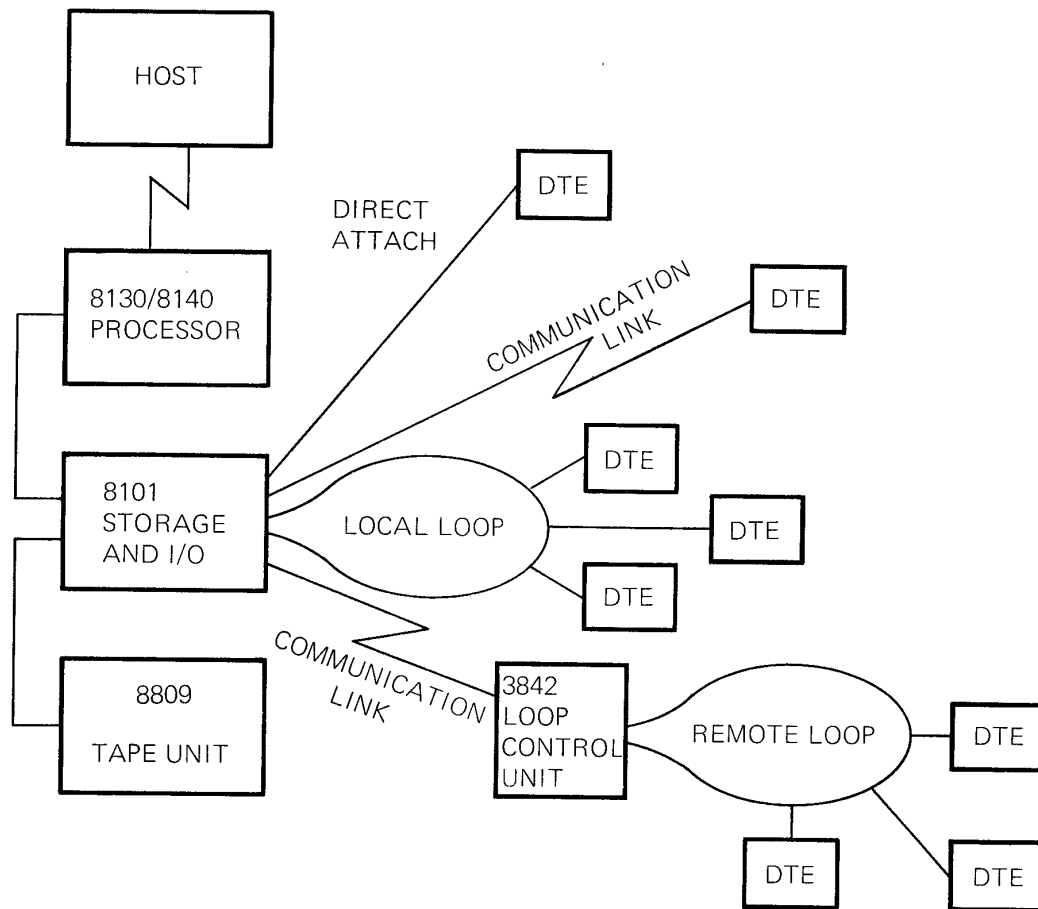 HOST
DIRECT
ATTACH
DTE
8130/8140
PROCESSOR
COMMUNICATION
LINK
DTE
8101
STORAGE
AND I/O
LOCAL LOOP
DTE
DTE
DTE
COMMUNICATION
LINK
8809
TAPE UNIT
3842
LOOP
CONTROL
UNIT
REMOTE LOOP
DTE
DTE
DTE